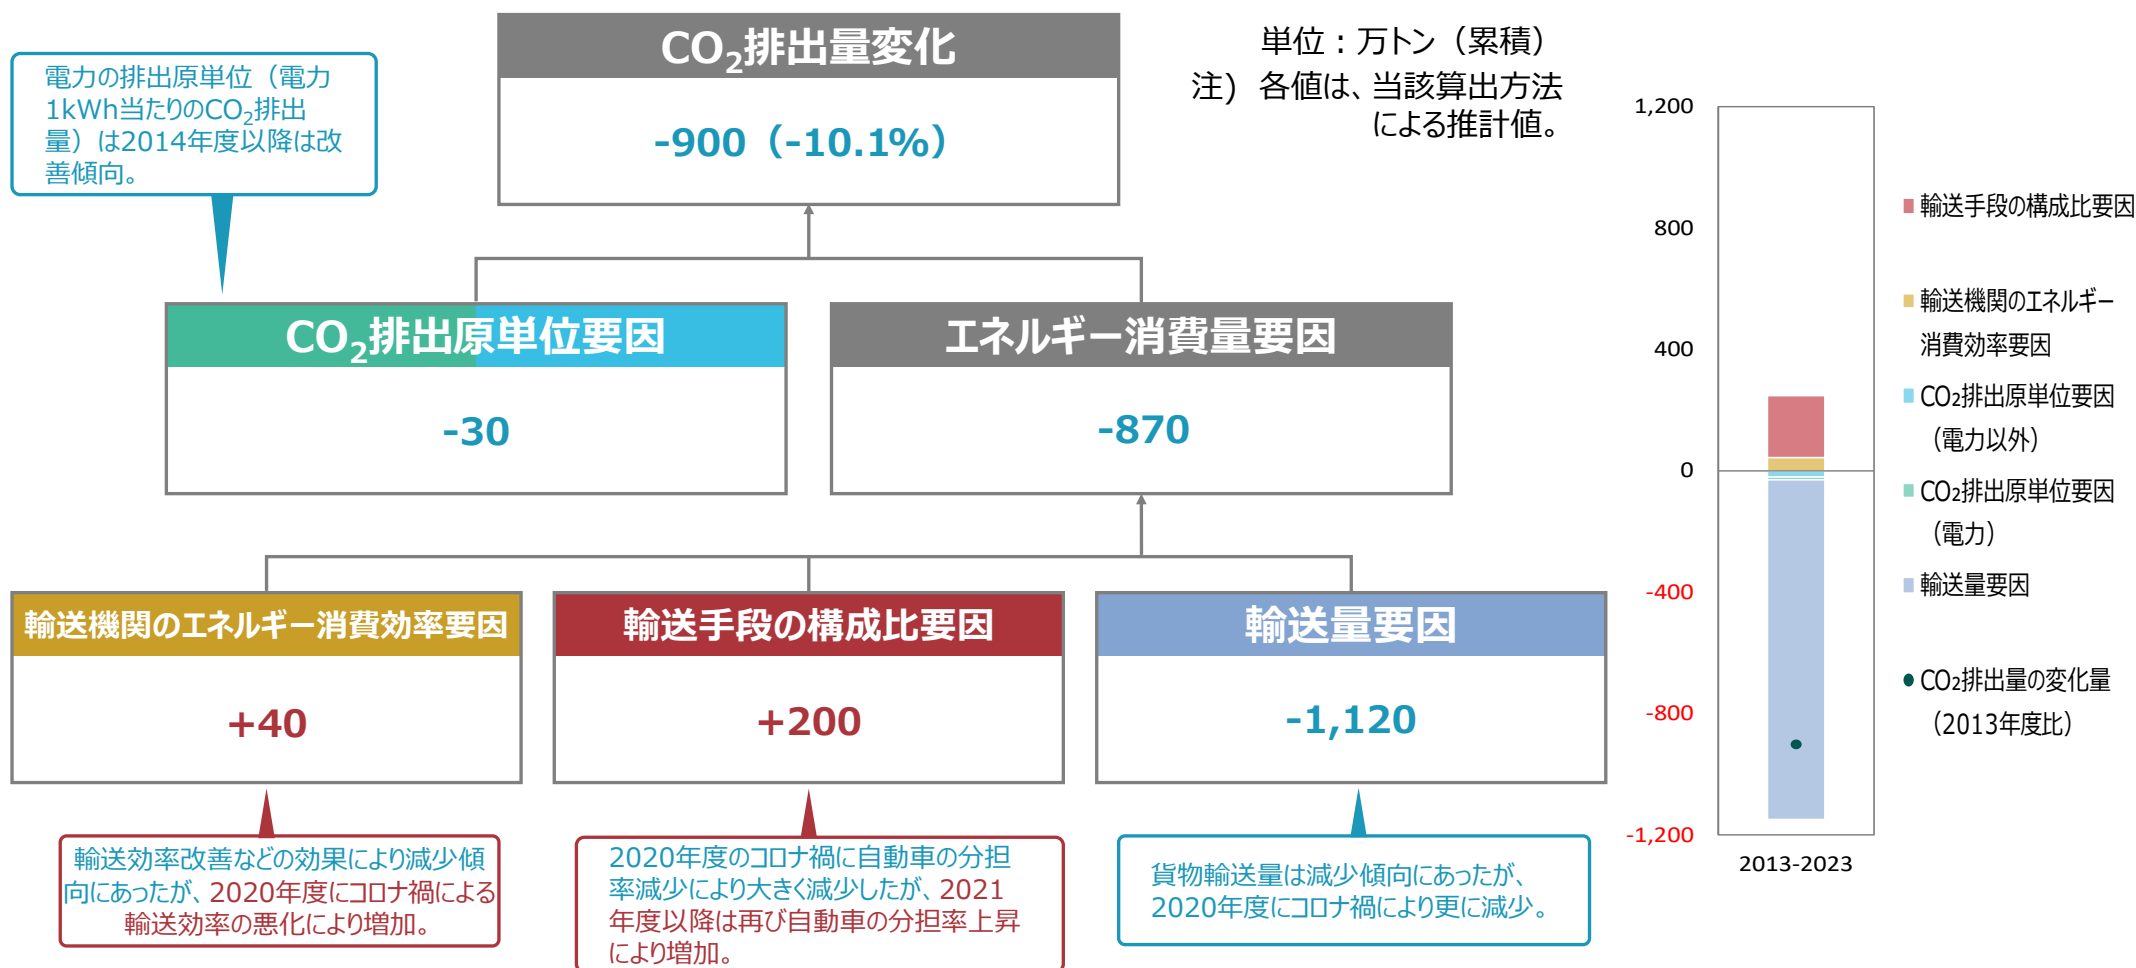 CO₂排出量変化
-900（-10.1%）
単位：万トン（累積）
注）各値は、当該算出方法
による推計値。
電力の排出原単位（電力
1kWh当たりのCO₂排出
量）は2014年度以降は改
善傾向。
CO₂排出原単位要因
-30
エネルギー消費量要因
-870
輸送機関のエネルギー消費効率要因
+40
輸送手段の構成比要因
+200
輸送量要因
-1,120
輸送効率改善などの効果により減少傾
向にあったが、2020年度にコロナ禍による
輸送効率の悪化により増加。
2020年度のコロナ禍に自動車の分担
率減少により大きく減少したが、2021
年度以降は再び自動車の分担率上昇
により増加。
貨物輸送量は減少傾向にあったが、
2020年度にコロナ禍により更に減少。
1,200
800
400
0
-400
-800
-1,200
2013-2023
輸送手段の構成比要因
輸送機関のエネルギー
消費効率要因
CO₂排出原単位要因
（電力以外）
CO₂排出原単位要因
（電力）
輸送量要因
CO₂排出量の変化量
（2013年度比）